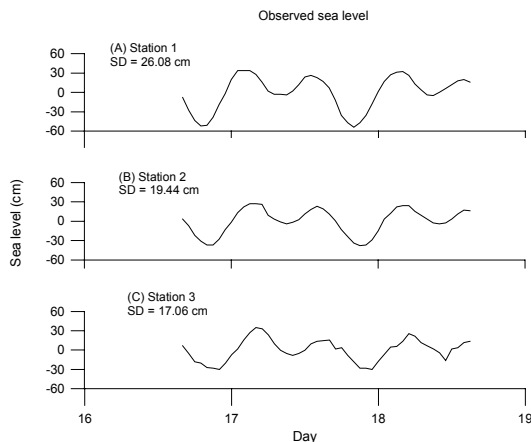 Observed sea level
(A) Station 1
SD = 26.08 cm
60
30
0
-30
-60
(B) Station 2
SD = 19.44 cm
60
30
0
-30
-60
Sea level (cm)
(C) Station 3
SD = 17.06 cm
60
30
0
-30
-60
16 17 18 19
Day